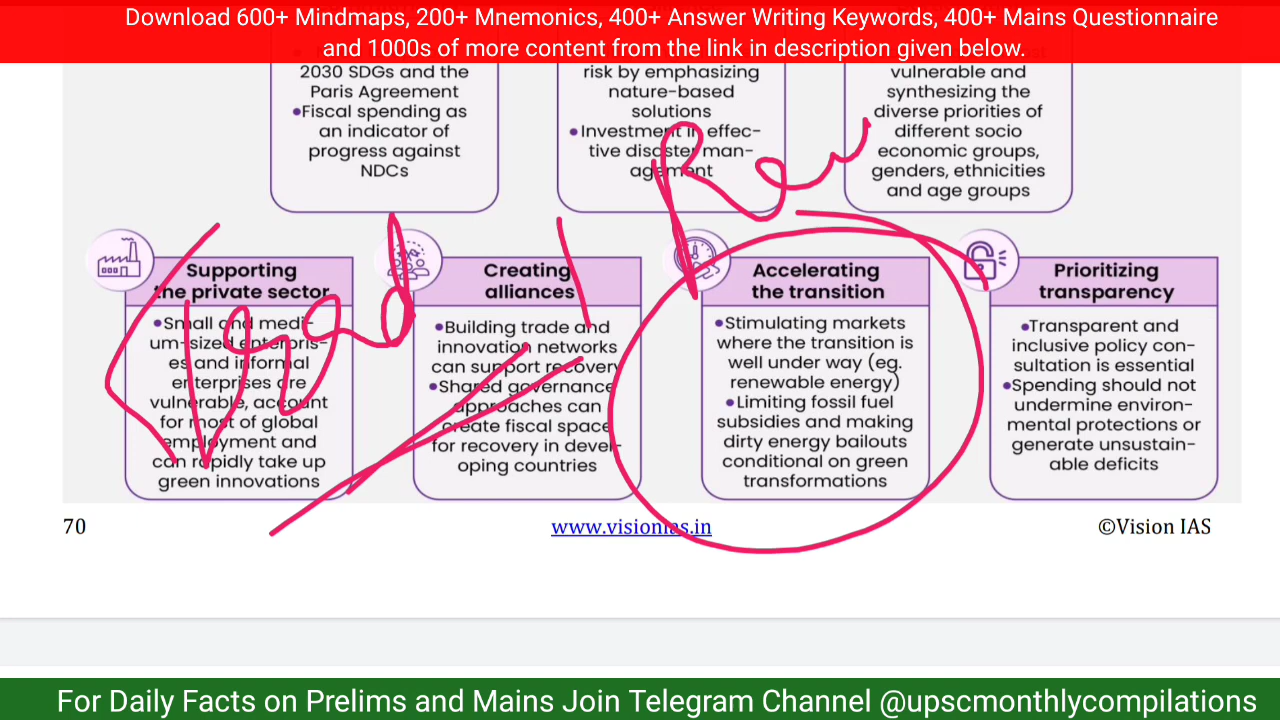 Download 600+ Mindmaps, 200+ Mnemonics, 400+ Answer Writing Keywords, 400+ Mains Questionnaire
and 1000s of more content from the link in description given below.
2030 SDGs and the
Paris Agreement
•Fiscal spending as
an indicator of
progress against
NDCs
risk by emphasizing
nature-based
solutions
•Investment in effec-
tive disaster man-
agement
vulnerable and
synthesizing the
diverse priorities of
different socio
economic groups,
genders, ethnicities
and age groups
Supporting
the private sector
•Small and medi-
um-sized enterpris-
es and informal
enterprises are
vulnerable, account
for most of global
employment and
can rapidly take up
green innovations
Creating
alliances
•Building trade and
innovation networks
can support recovery
•Shared governance
approaches can
create fiscal space
for recovery in devel-
oping countries
Accelerating
the transition
•Stimulating markets
where the transition is
well under way (eg.
renewable energy)
•Limiting fossil fuel
subsidies and making
dirty energy bailouts
conditional on green
transformations
Prioritizing
transparency
•Transparent and
inclusive policy con-
sultation is essential
•Spending should not
undermine environ-
mental protections or
generate unsustain-
able deficits
70
www.visionias.in
©Vision IAS
For Daily Facts on Prelims and Mains Join Telegram Channel @upscmonthlycompilations